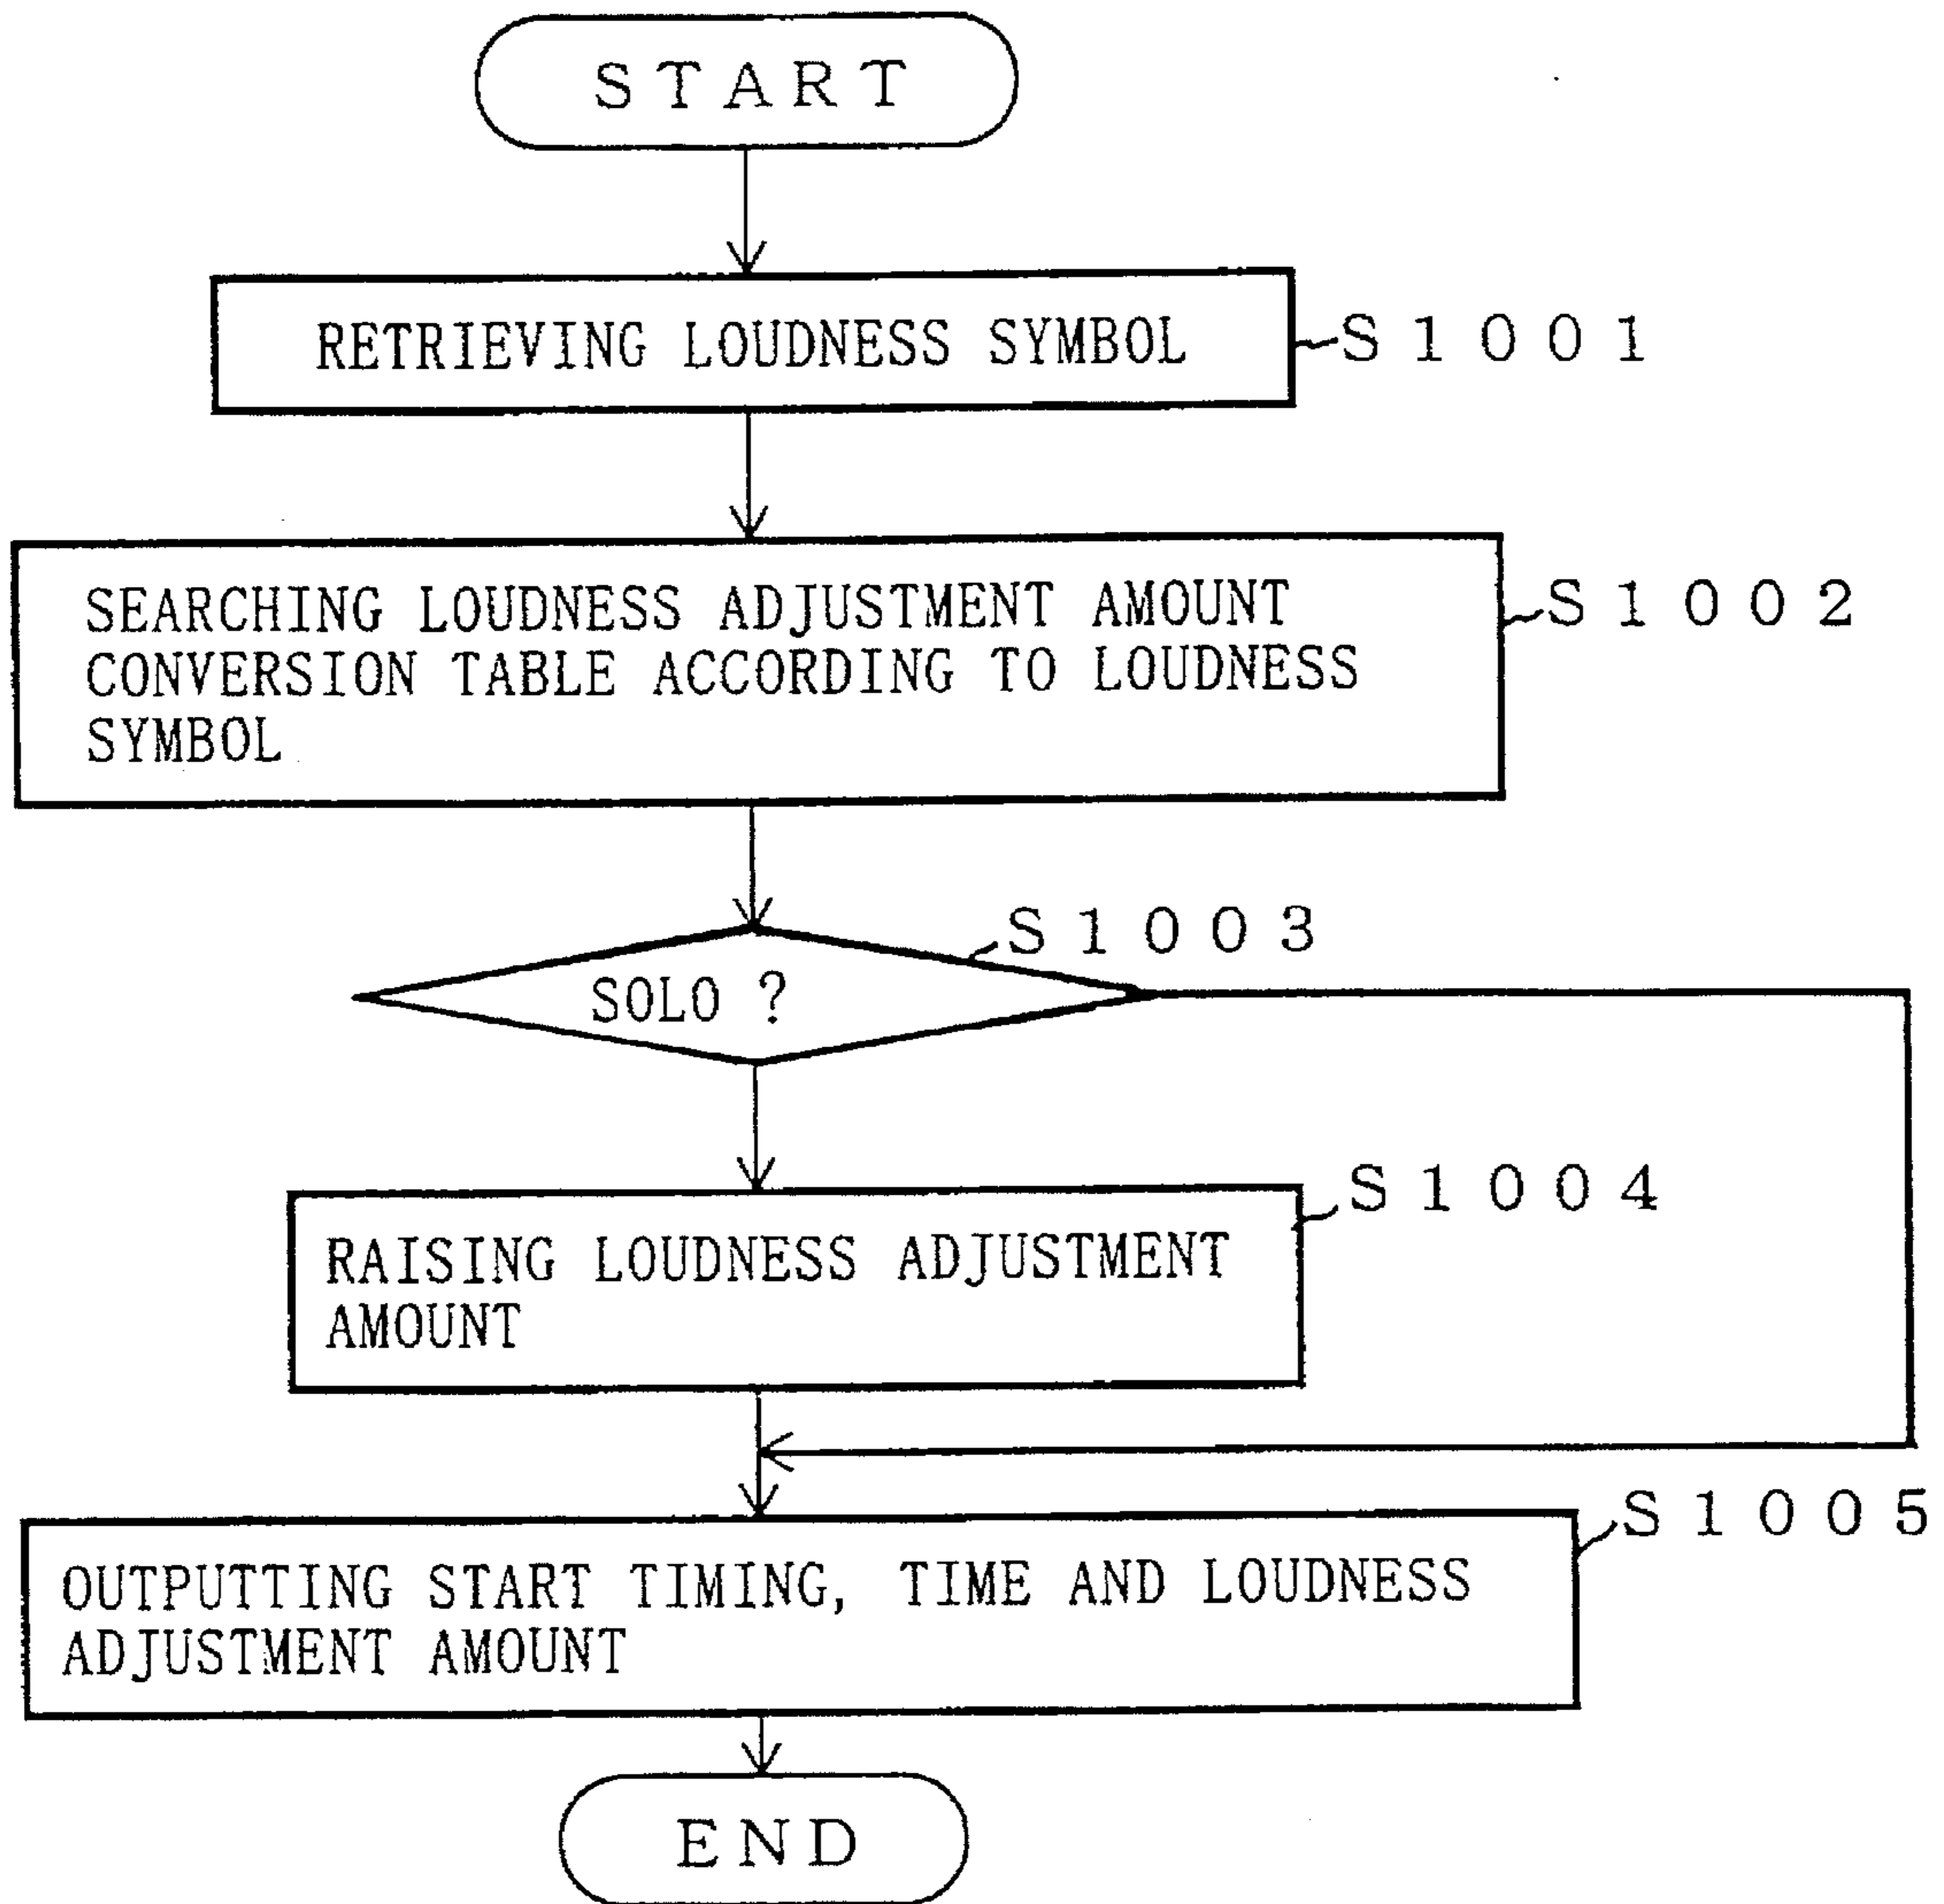 START
RETRIEVING LOUDNESS SYMBOL
S1001
SEARCHING LOUDNESS ADJUSTMENT AMOUNT
CONVERSION TABLE ACCORDING TO LOUDNESS
SYMBOL
S1002
S1003
SOLO ?
S1004
RAISING LOUDNESS ADJUSTMENT
AMOUNT
S1005
OUTPUTTING START TIMING, TIME AND LOUDNESS
ADJUSTMENT AMOUNT
END